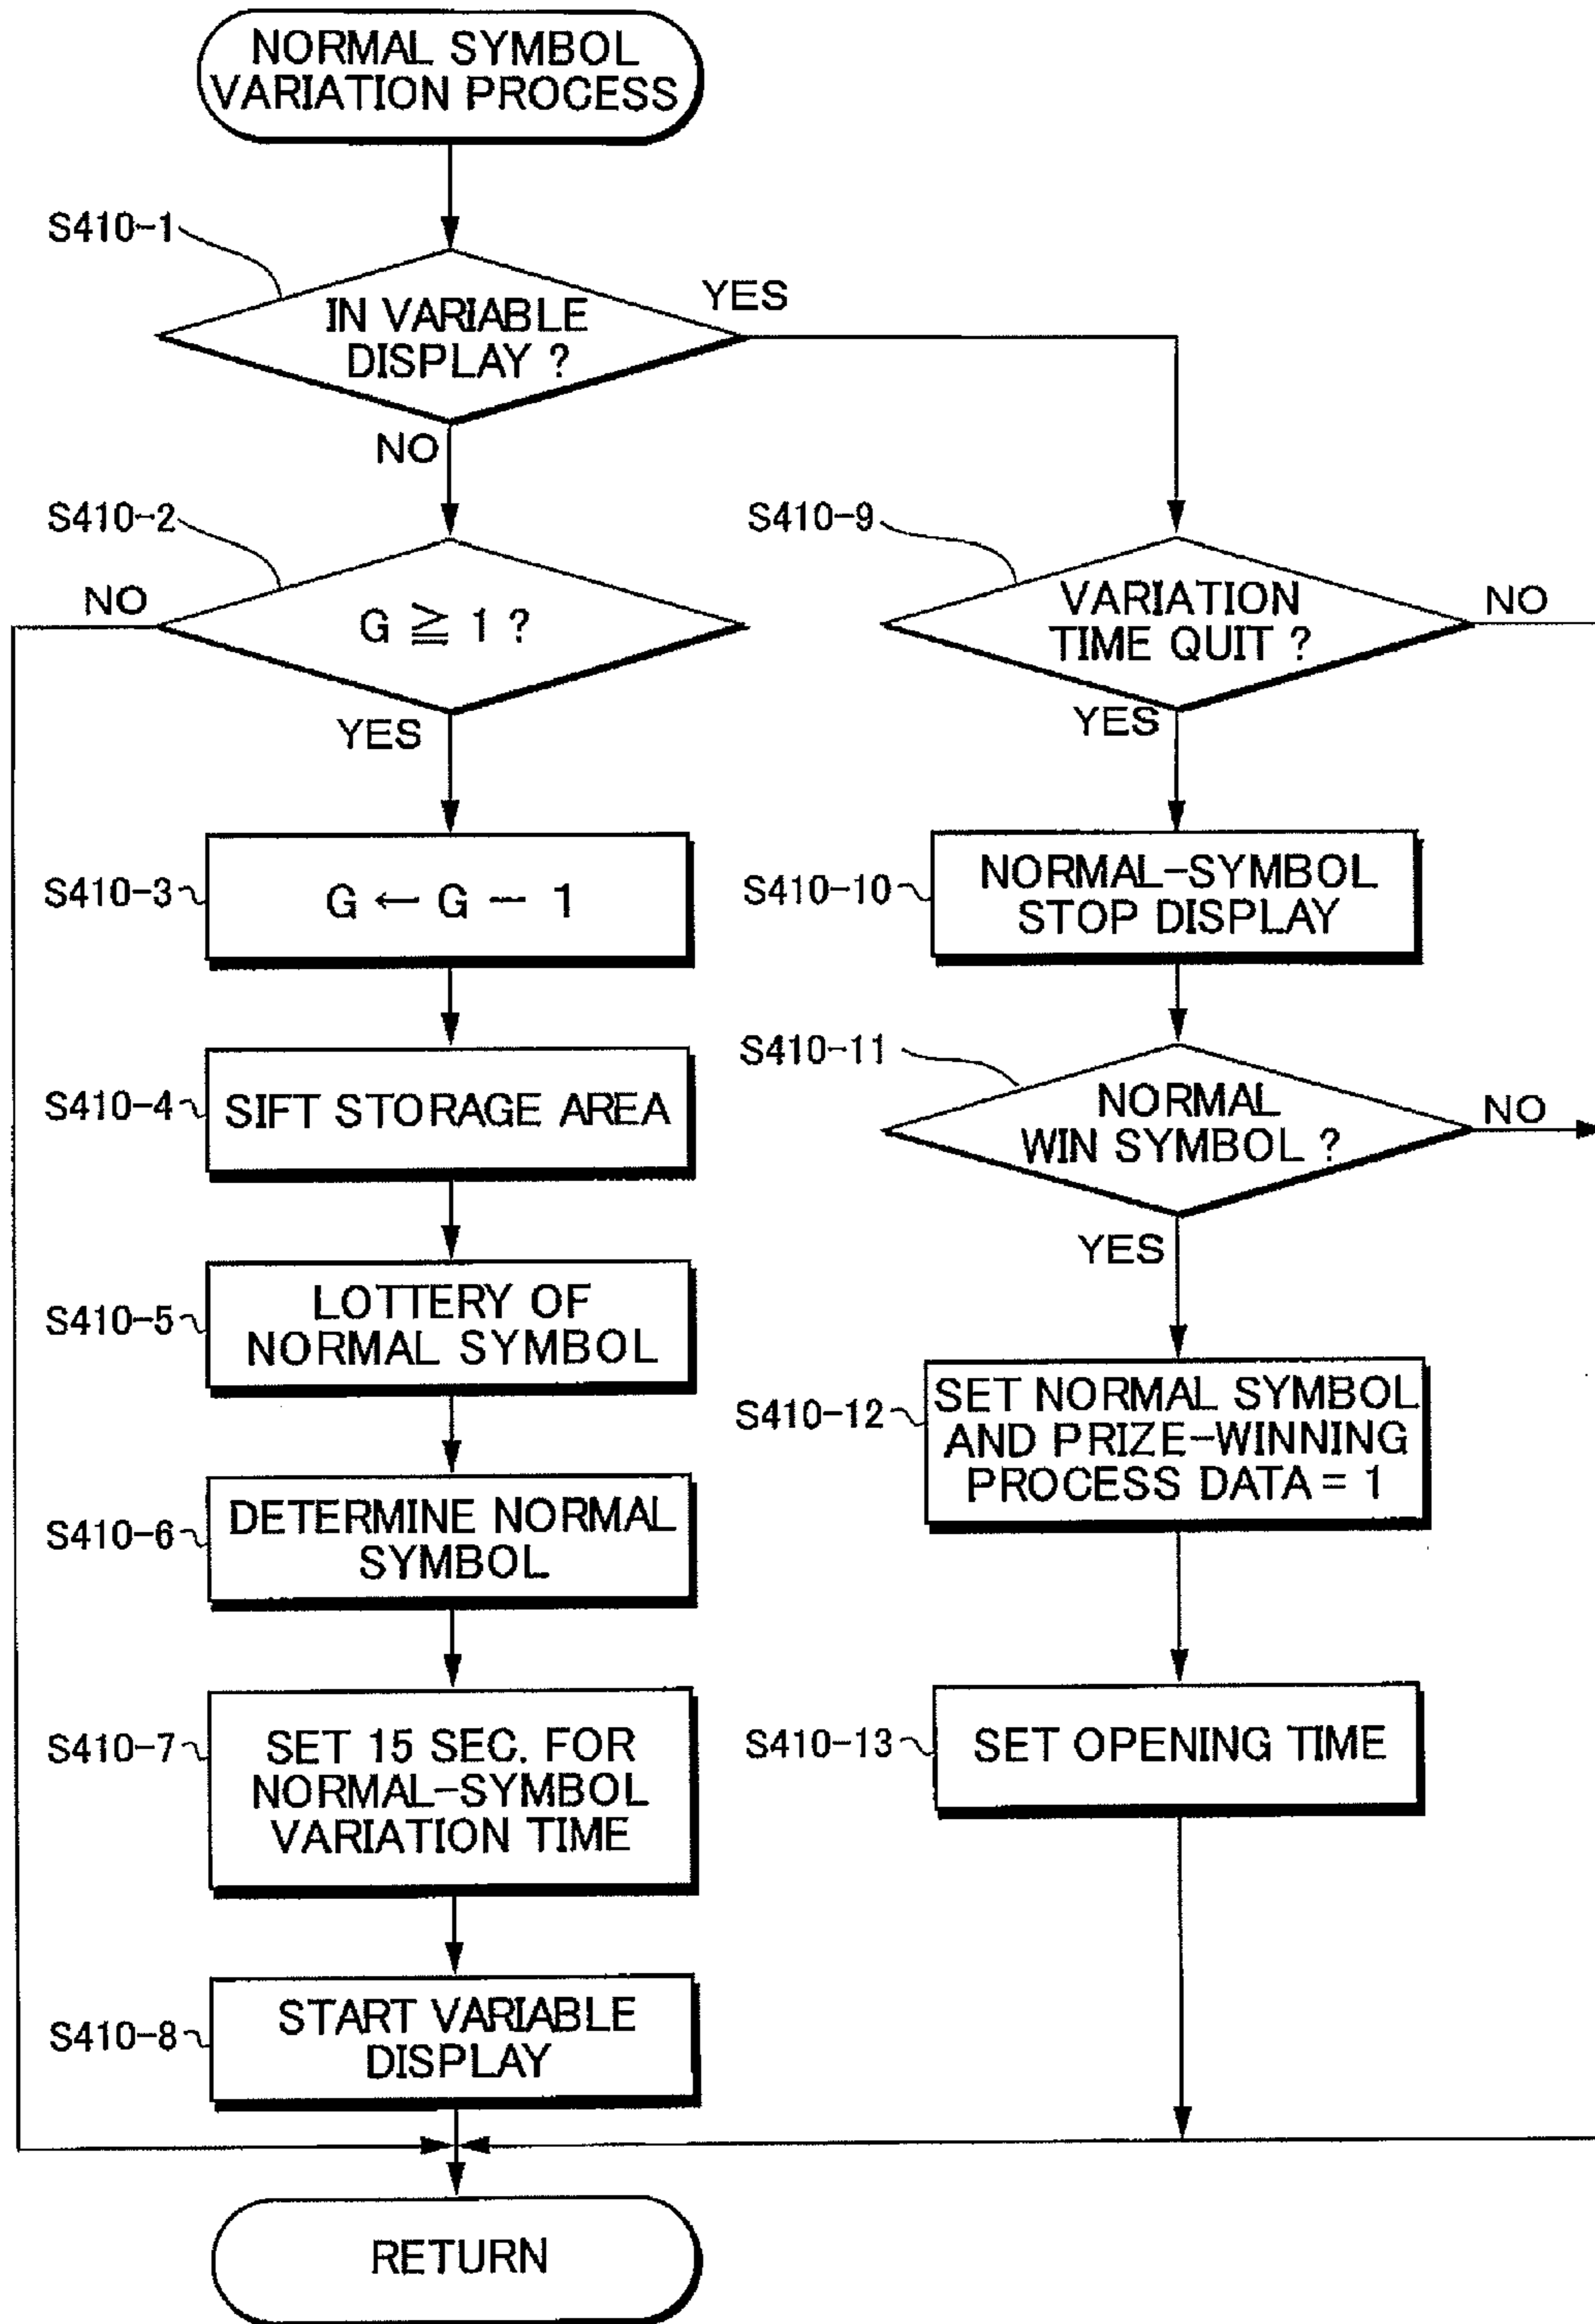 NORMAL SYMBOL
VARIATION PROCESS
S410-1
IN VARIABLE
DISPLAY ?
YES
NO
S410-2
G ≧ 1 ?
NO
YES
S410-3
G ← G - 1
S410-4
SIFT STORAGE AREA
S410-5
LOTTERY OF
NORMAL SYMBOL
S410-6
DETERMINE NORMAL
SYMBOL
S410-7
SET 15 SEC. FOR
NORMAL-SYMBOL
VARIATION TIME
S410-8
START VARIABLE
DISPLAY
S410-9
VARIATION
TIME QUIT ?
NO
YES
S410-10
NORMAL-SYMBOL
STOP DISPLAY
S410-11
NORMAL
WIN SYMBOL ?
NO
YES
S410-12
SET NORMAL SYMBOL
AND PRIZE-WINNING
PROCESS DATA = 1
S410-13
SET OPENING TIME
RETURN